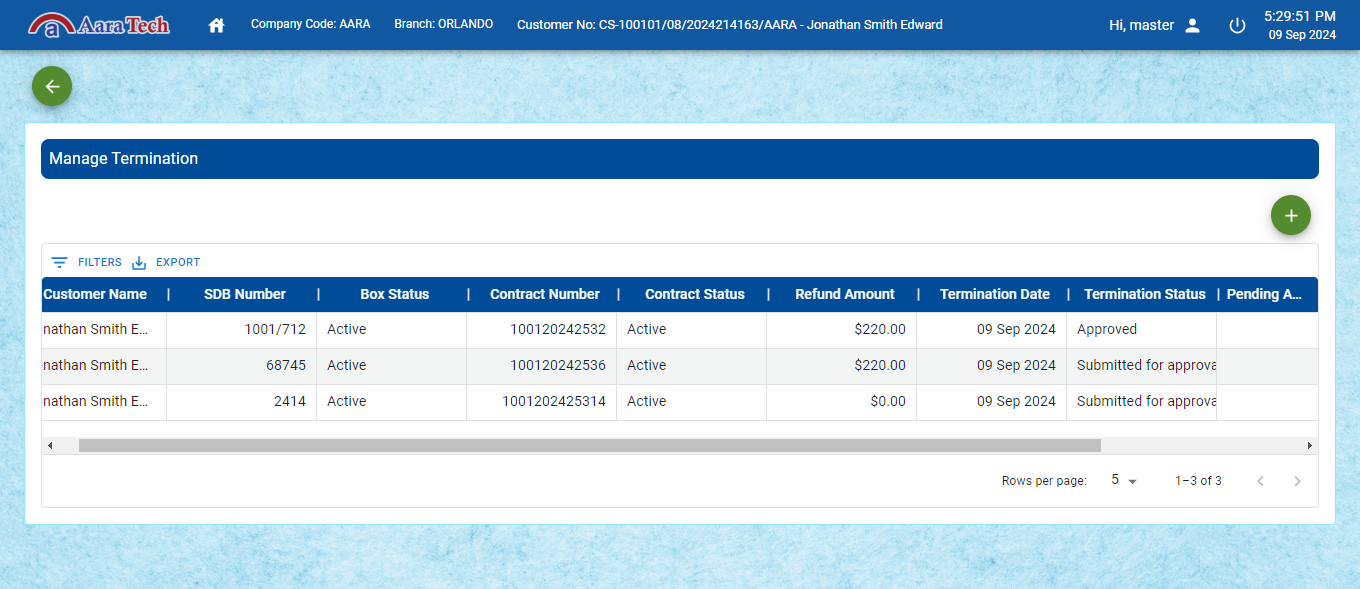 a AaraTech Company Code: AARA Branch: ORLANDO Customer No: CS-100101/08/2024214163/AARA - Jonathan Smith Edward Hi, master 5:29:51 PM
09 Sep 2024
Manage Termination
FILTERS EXPORT
Customer Name | SDB Number | Box Status | Contract Number | Contract Status | Refund Amount | Termination Date | Termination Status | Pending A...
nathan Smith E... 1001/712 Active 100120242532 Active $220.00 09 Sep 2024 Approved
nathan Smith E... 68745 Active 100120242536 Active $220.00 09 Sep 2024 Submitted for approva
nathan Smith E... 2414 Active 1001202425314 Active $0.00 09 Sep 2024 Submitted for approva
Rows per page: 5 1–3 of 3